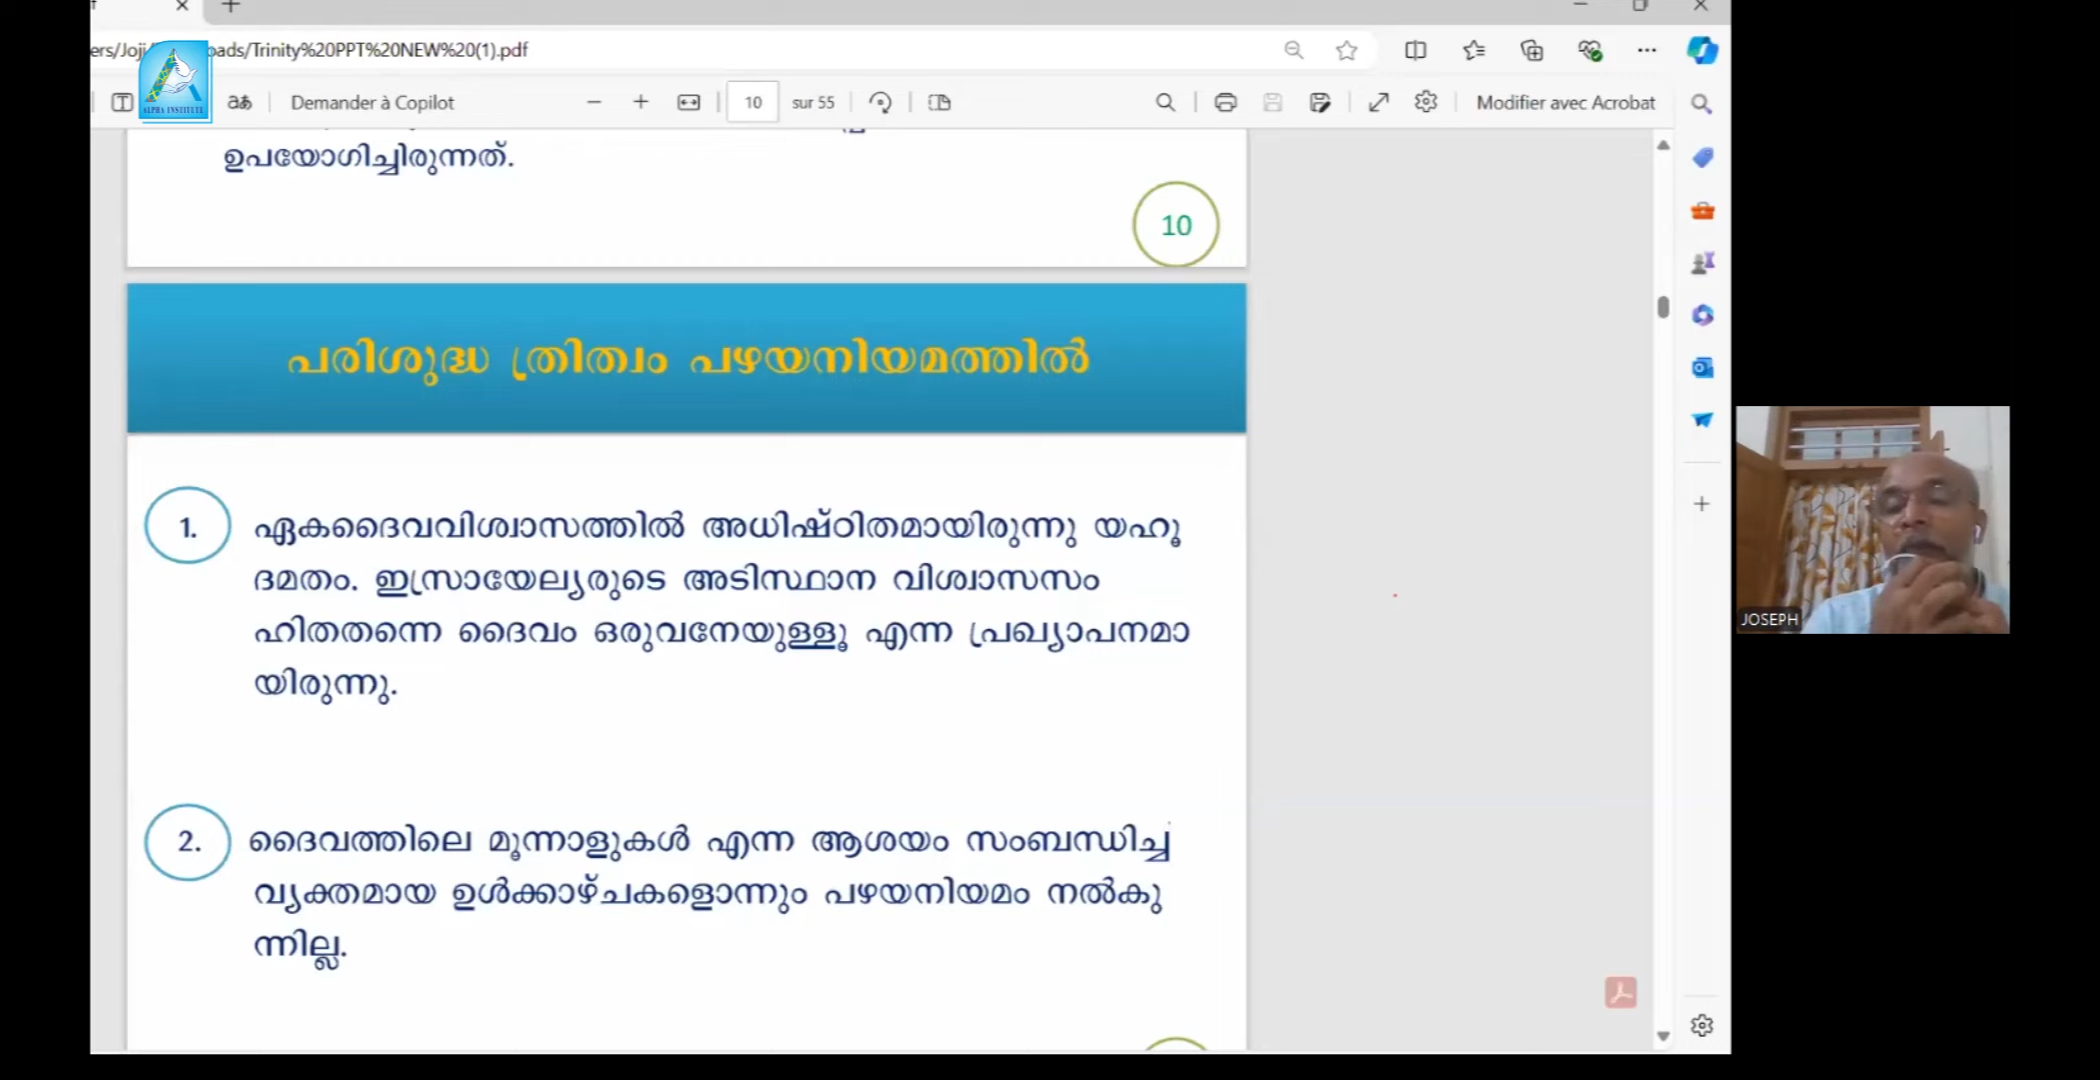 ers/Joji/
oads/Trinity%20PPT%20NEW%20(1).pdf
ALPHA INSTITUTE
Demander à Copilot
10
sur 55
Modifier avec Acrobat
ഉപയോഗിച്ചിരുന്നത്.
10
പരിശുദ്ധ ത്രിത്വം പഴയനിയമത്തിൽ
1.
ഏകദൈവവിശ്വാസത്തിൽ അധിഷ്ഠിതമായിരുന്നു യഹൂ
ദമതം. ഇസ്രായേല്യരുടെ അടിസ്ഥാന വിശ്വാസസം
ഹിതതന്നെ ദൈവം ഒരുവനേയുള്ളൂ എന്ന പ്രഖ്യാപനമാ
യിരുന്നു.
2.
ദൈവത്തിലെ മൂന്നാളുകൾ എന്ന ആശയം സംബന്ധിച്ച
വ്യക്തമായ ഉൾക്കാഴ്ചകളൊന്നും പഴയനിയമം നൽകു
ന്നില്ല.
JOSEPH